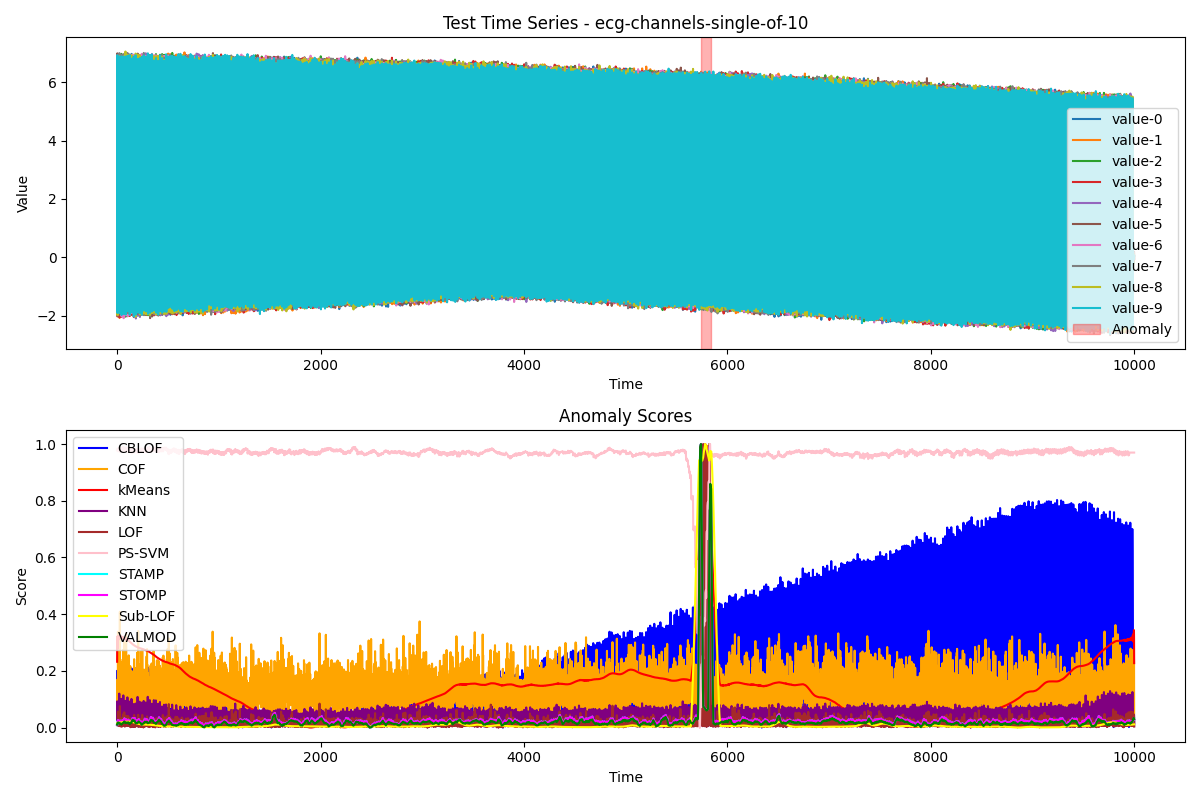 Test Time Series - ecg-channels-single-of-10
Value
6
4
2
0
−2
0
2000
4000
6000
8000
10000
Time
value-0
value-1
value-2
value-3
value-4
value-5
value-6
value-7
value-8
value-9
Anomaly
Anomaly Scores
Score
1.0
0.8
0.6
0.4
0.2
0.0
0
2000
4000
6000
8000
10000
Time
CBLOF
COF
kMeans
KNN
LOF
PS-SVM
STAMP
STOMP
Sub-LOF
VALMOD